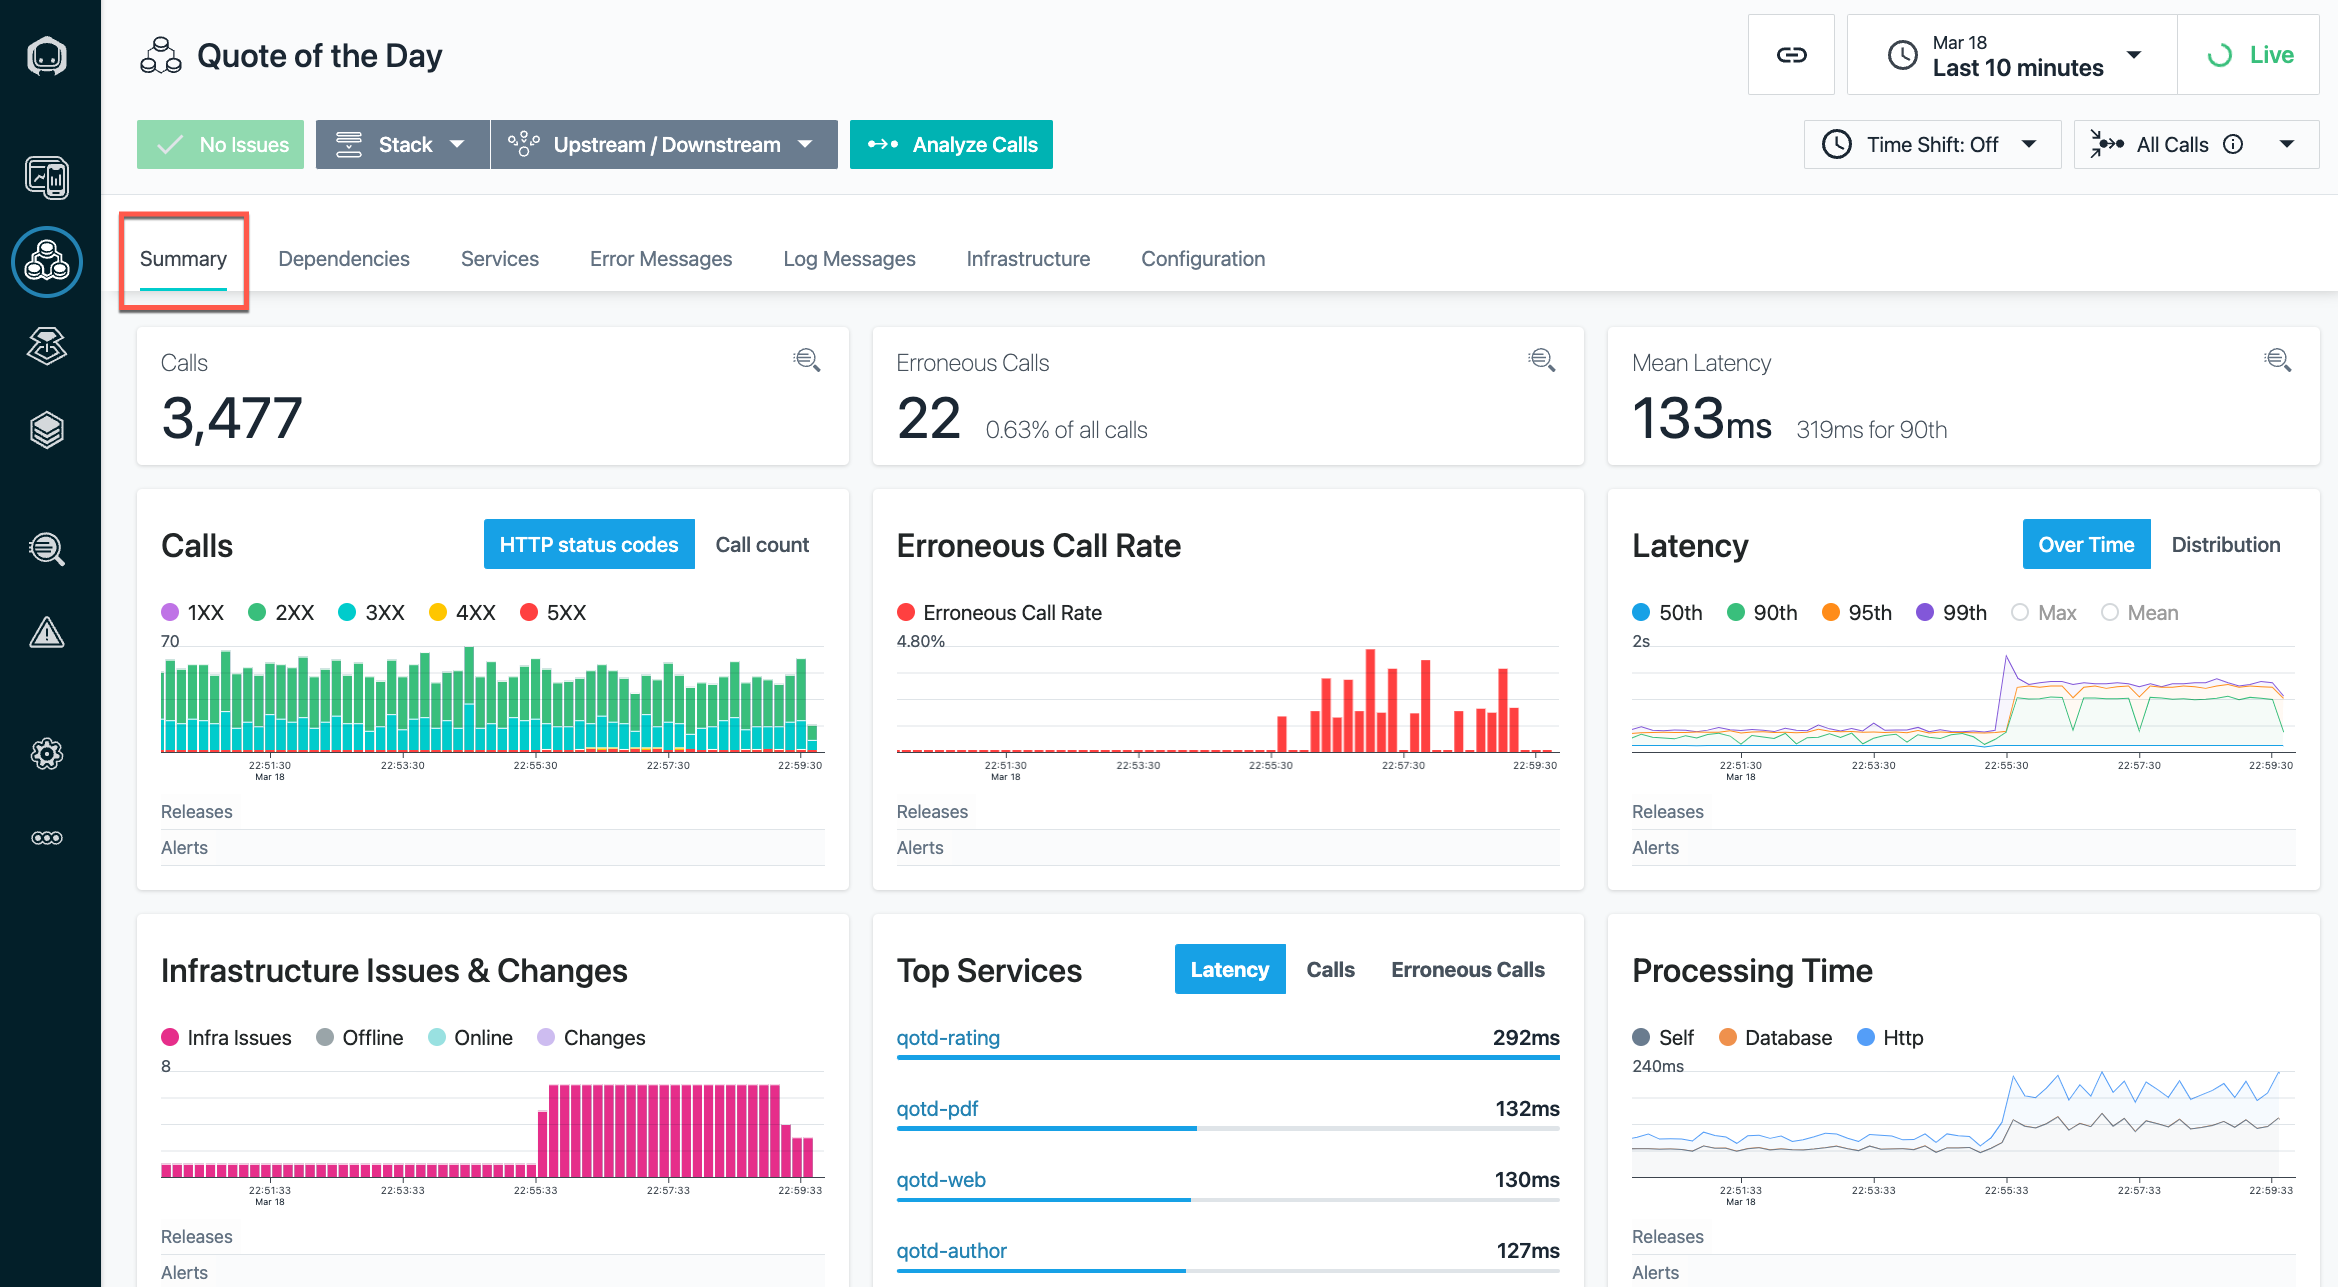 Quote of the Day
Mar 18
Last 10 minutes
Live
No Issues
Stack
Upstream / Downstream
Analyze Calls
Time Shift: Off
All Calls
Summary
Dependencies
Services
Error Messages
Log Messages
Infrastructure
Configuration
Calls
3,477
Erroneous Calls
22 0.63% of all calls
Mean Latency
133ms 319ms for 90th
Calls
HTTP status codes
Call count
1XX 2XX 3XX 4XX 5XX
70
22:51:30 22:53:30 22:55:30 22:57:30 22:59:30
Mar 18
Releases
Alerts
Erroneous Call Rate
Erroneous Call Rate
4.80%
22:51:30 22:53:30 22:55:30 22:57:30 22:59:30
Mar 18
Releases
Alerts
Latency
Over Time
Distribution
50th 90th 95th 99th Max Mean
2s
22:51:30 22:53:30 22:55:30 22:57:30 22:59:30
Mar 18
Releases
Alerts
Infrastructure Issues & Changes
Infra Issues Offline Online Changes
8
22:51:33 22:53:33 22:55:33 22:57:33 22:59:33
Mar 18
Releases
Alerts
Top Services
Latency
Calls
Erroneous Calls
qotd-rating 292ms
qotd-pdf 132ms
qotd-web 130ms
qotd-author 127ms
Processing Time
Self Database Http
240ms
22:51:33 22:53:33 22:55:33 22:57:33 22:59:33
Mar 18
Releases
Alerts